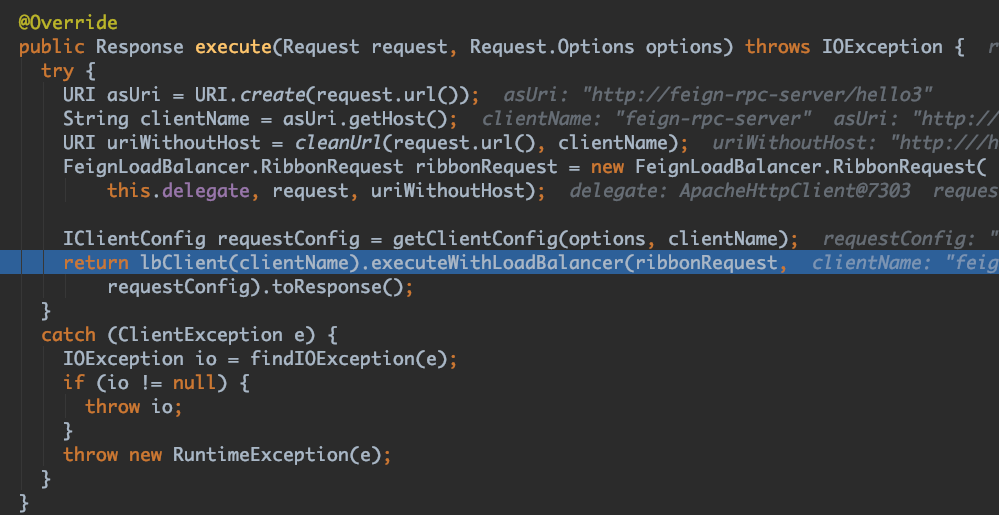 @Override
public Response execute(Request request, Request.Options options) throws IOException {  r
  try {
    URI asUri = URI.create(request.url());  asUri: "http://feign-rpc-server/hello3"
    String clientName = asUri.getHost();  clientName: "feign-rpc-server"  asUri: "http://
    URI uriWithoutHost = cleanUrl(request.url(), clientName);  uriWithoutHost: "http:///h
    FeignLoadBalancer.RibbonRequest ribbonRequest = new FeignLoadBalancer.RibbonRequest(
        this.delegate, request, uriWithoutHost);  delegate: ApacheHttpClient@7303  reques
    IClientConfig requestConfig = getClientConfig(options, clientName);  requestConfig: "
    return lbClient(clientName).executeWithLoadBalancer(ribbonRequest,  clientName: "feig
        requestConfig).toResponse();
  }
  catch (ClientException e) {
    IOException io = findIOException(e);
    if (io != null) {
      throw io;
    }
    throw new RuntimeException(e);
  }
}